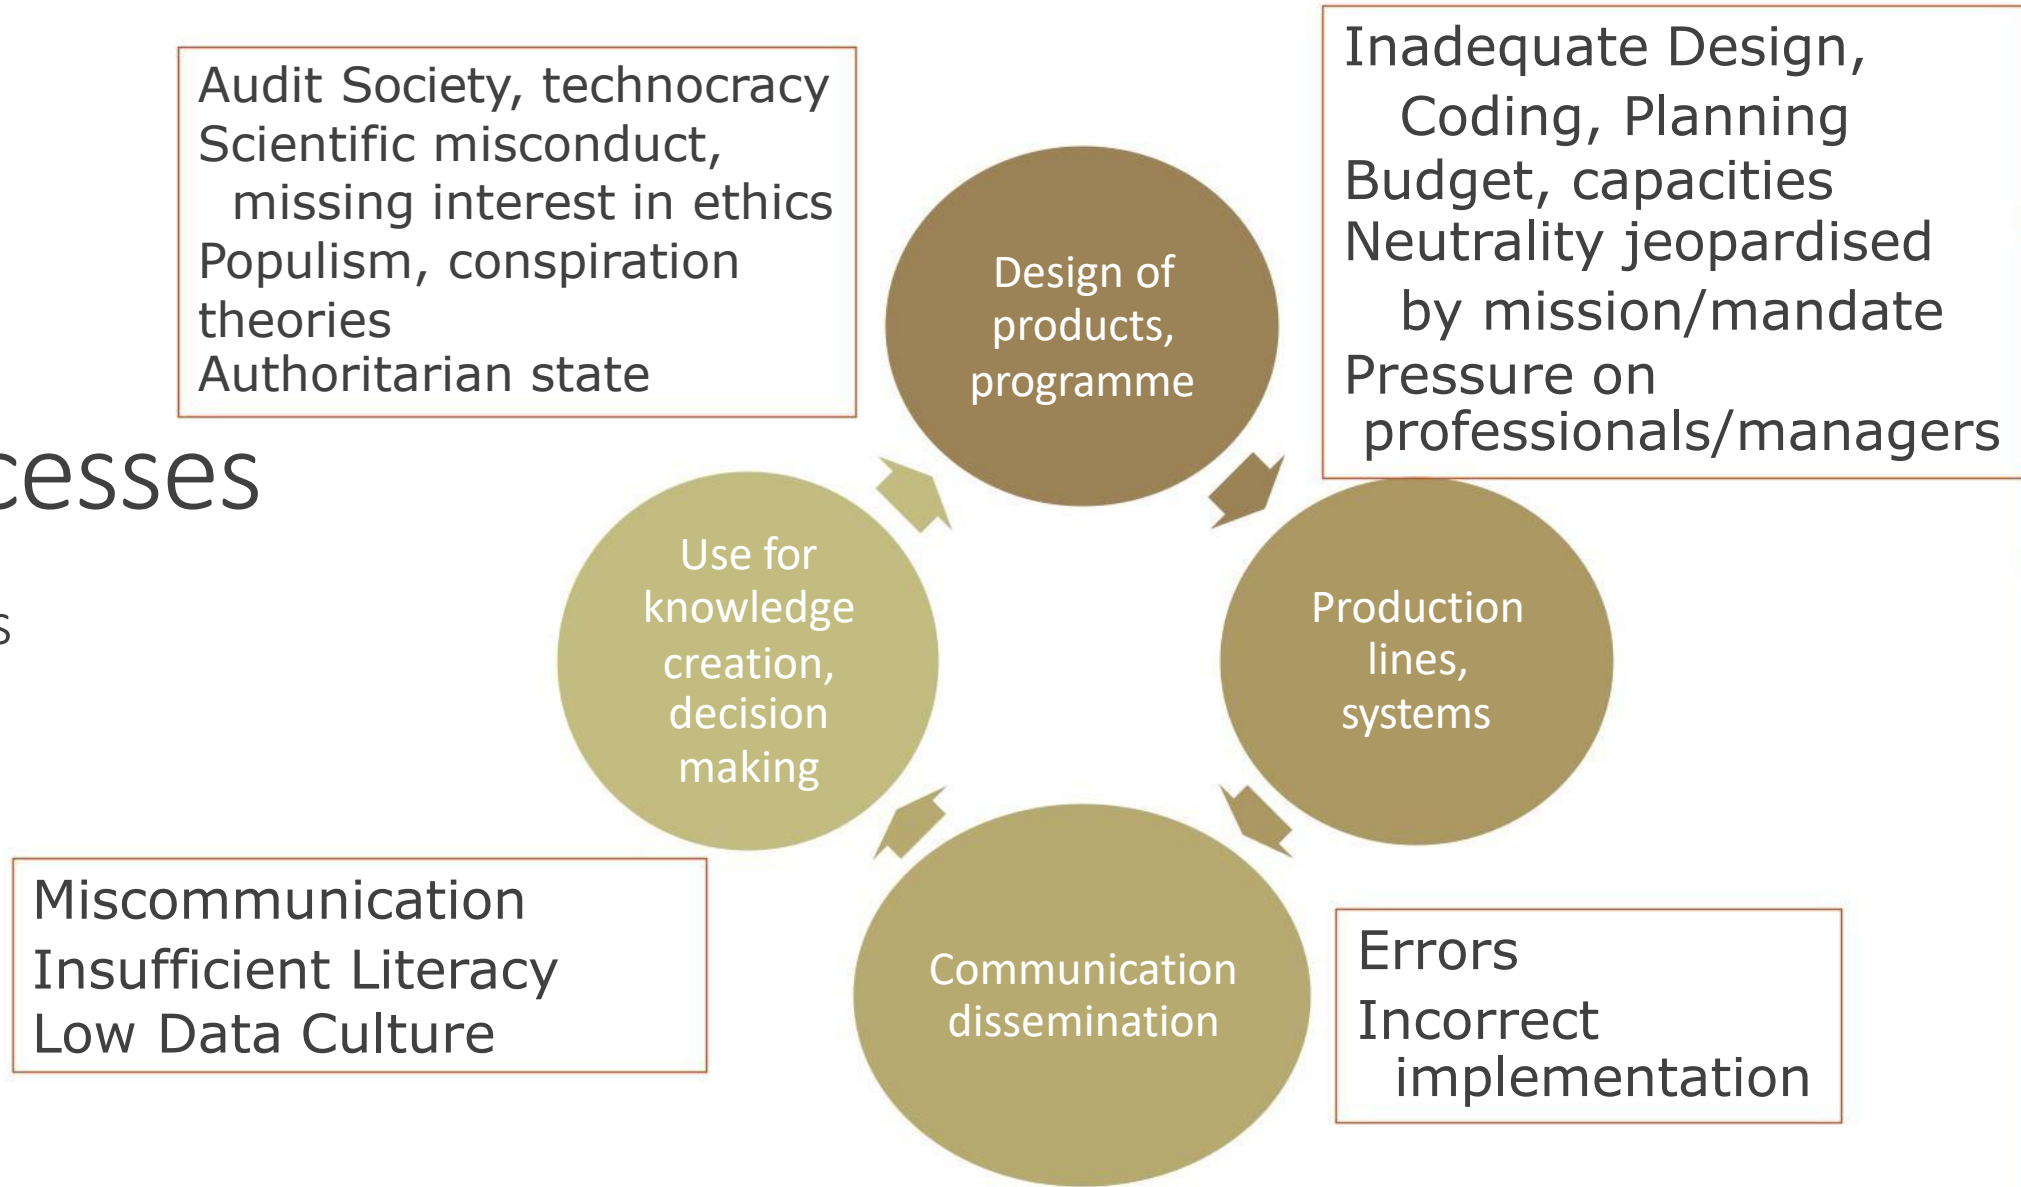 Audit Society, technocracy
Scientific misconduct,
missing interest in ethics
Populism, conspiration
theories
Authoritarian state
Inadequate Design,
Coding, Planning
Budget, capacities
Neutrality jeopardised
by mission/mandate
Pressure on
professionals/managers
Design of
products,
programme
cesses
s
Use for
knowledge
creation,
decision
making
Production
lines,
systems
Miscommunication
Insufficient Literacy
Low Data Culture
Communication
dissemination
Errors
Incorrect
implementation